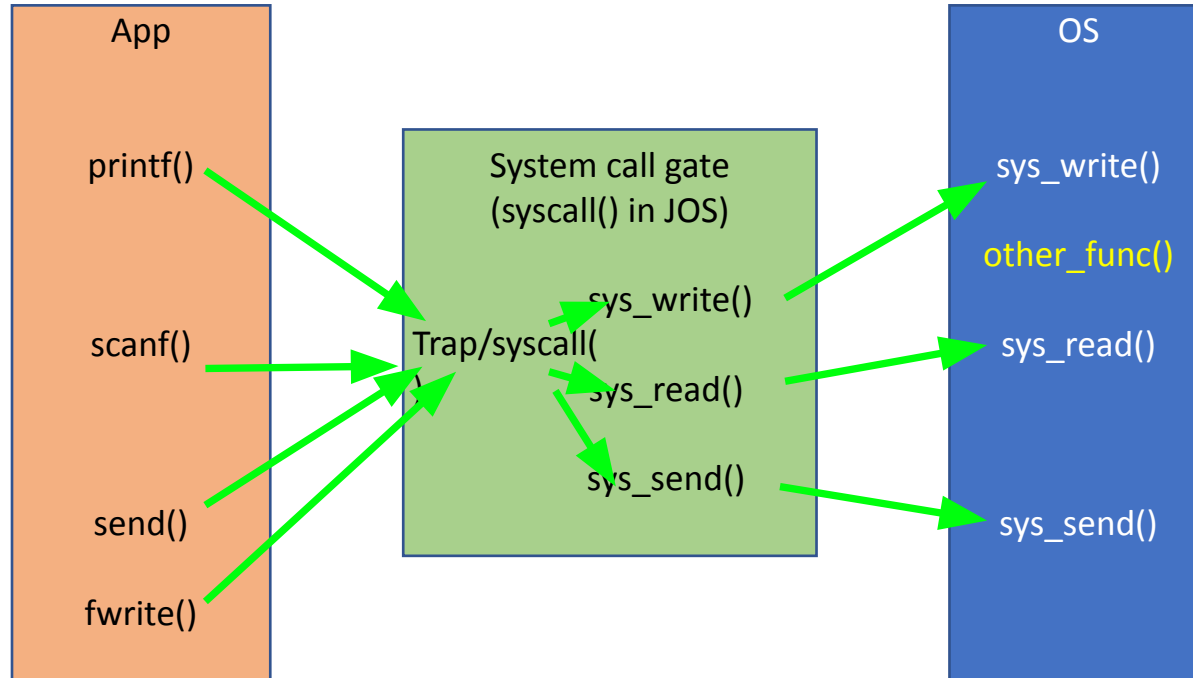 App
printf()
scanf()
send()
fwrite()
System call gate
(syscall() in JOS)
Trap/syscall(
)
sys_write()
sys_read()
sys_send()
OS
sys_write()
other_func()
sys_read()
sys_send()